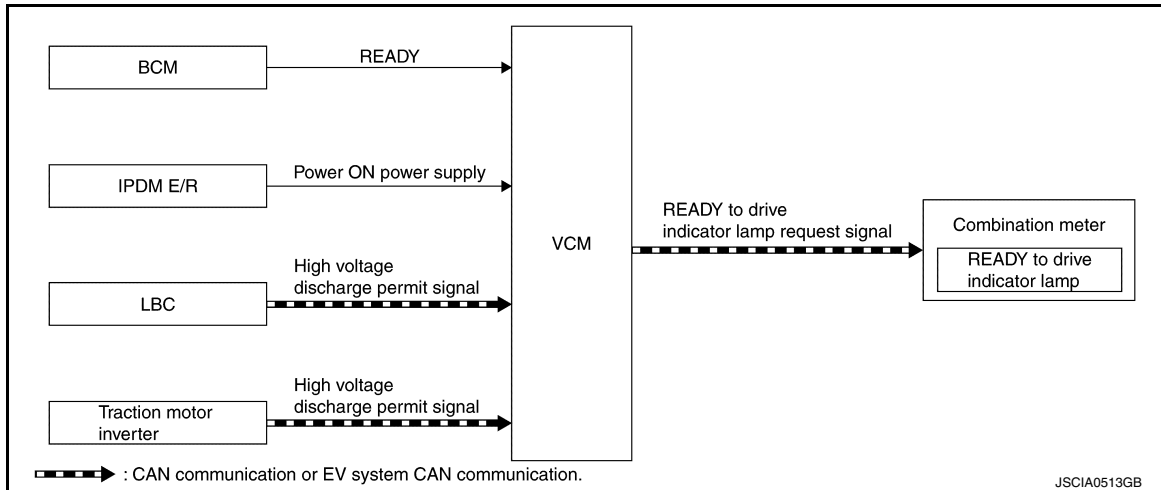 BCM
READY
IPDM E/R
Power ON power supply
LBC
High voltage
discharge permit signal
Traction motor
inverter
High voltage
discharge permit signal
VCM
READY to drive
indicator lamp request signal
Combination meter
READY to drive
indicator lamp
: CAN communication or EV system CAN communication.
JSCIA0513GB